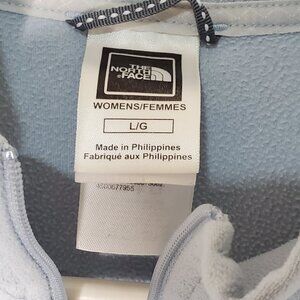 THE
NORTH
FACE
WOMENS/FEMMES
L/G
Made in Philippines
Fabriqué aux Philippines